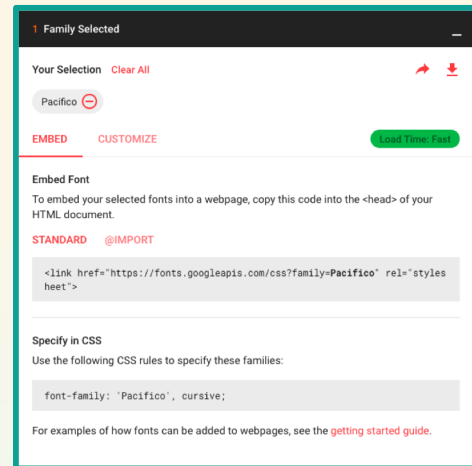 1 Family Selected
Your Selection Clear All
Pacifico
EMBED CUSTOMIZE Load Time: Fast
Embed Font
To embed your selected fonts into a webpage, copy this code into the <head> of your
HTML document.
STANDARD @IMPORT
<link href="https://fonts.googleapis.com/css?family=Pacifico" rel="styles
heet">
Specify in CSS
Use the following CSS rules to specify these families:
font-family: 'Pacifico', cursive;
For examples of how fonts can be added to webpages, see the getting started guide.